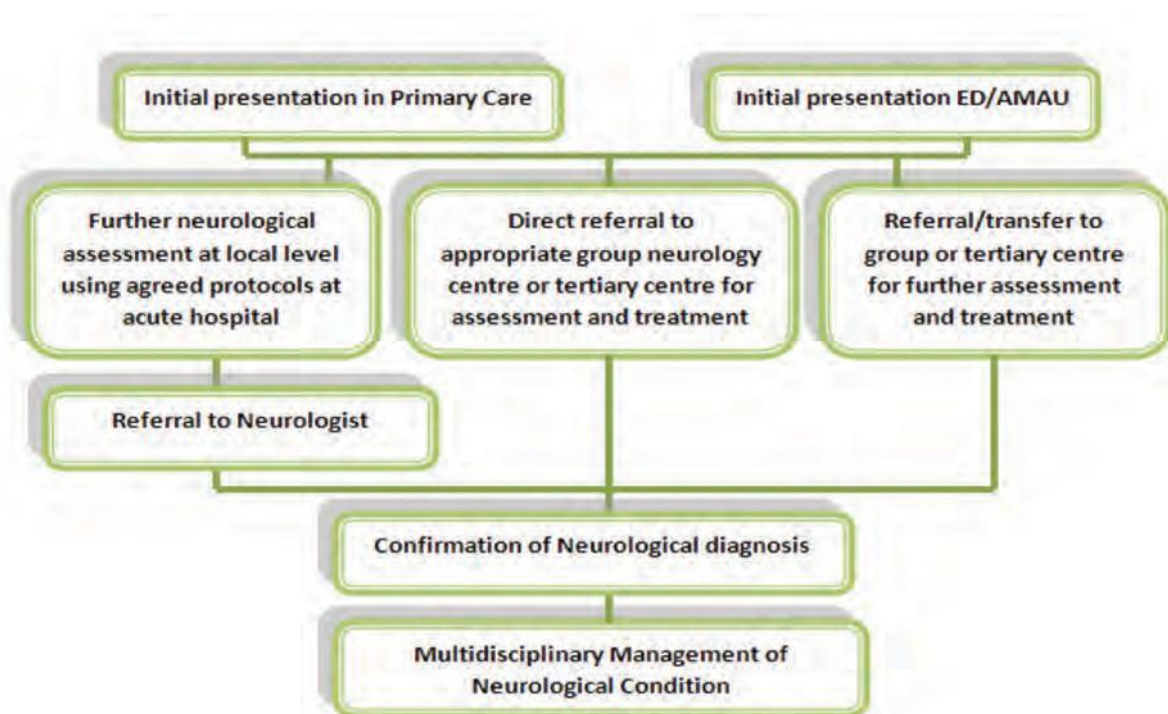 Initial presentation in Primary Care
Initial presentation ED/AMAU
Further neurological
assessment at local level
using agreed protocols at
acute hospital
Direct referral to
appropriate group neurology
centre or tertiary centre for
assessment and treatment
Referral/transfer to
group or tertiary centre
for further assessment
and treatment
Referral to Neurologist
Confirmation of Neurological diagnosis
Multidisciplinary Management of
Neurological Condition